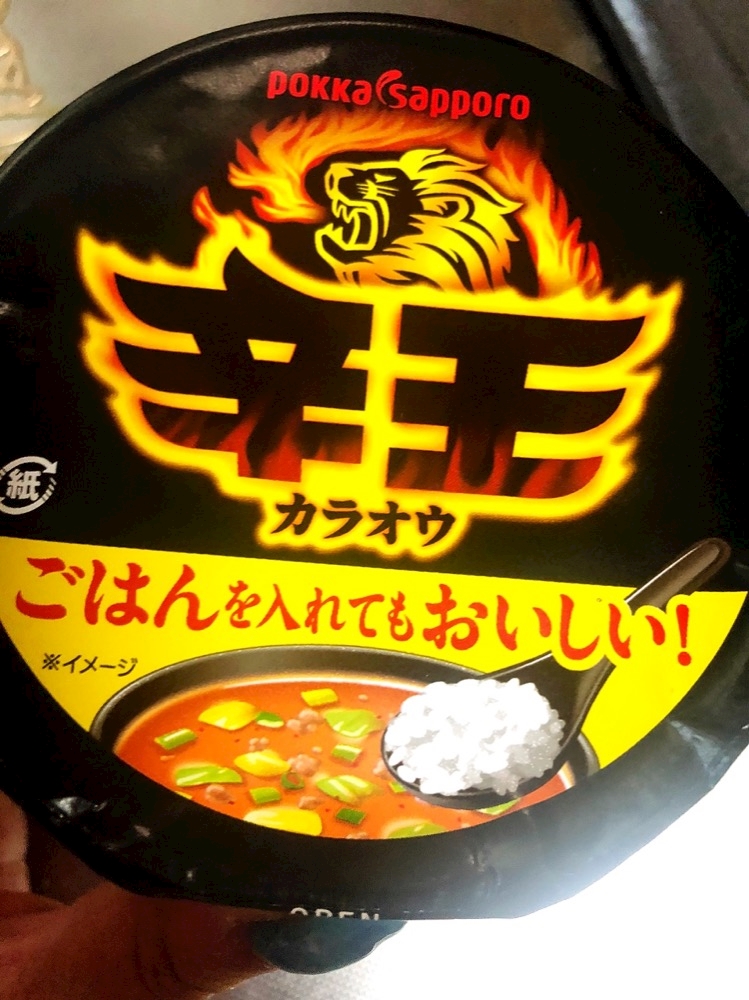 pokka sapporo
辛王
カラオウ
紙
ごはんを入れてもおいしい!
※イメージ
OPEN